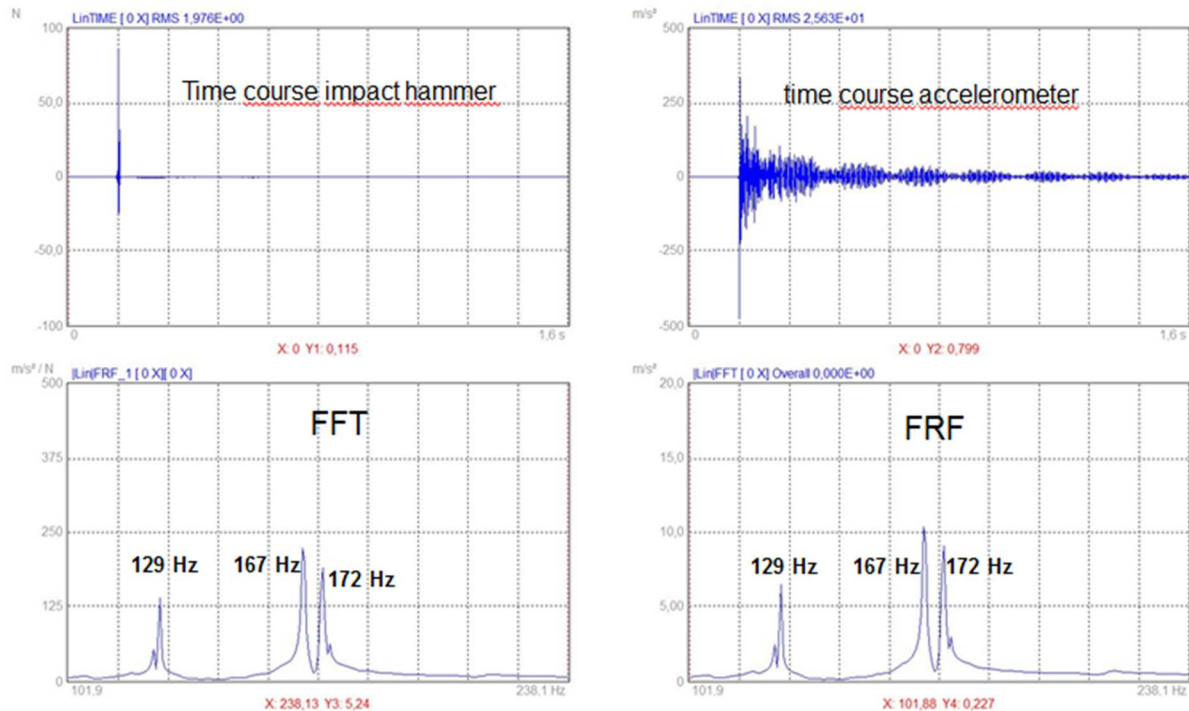 N
LinTIME [ 0 X] RMS 1,976E+00
100
50,0
0
-50,0
-100
Time course impact hammer
0
1,6 s
X: 0 Y1: 0,115
m/s²
LinTIME [ 0 X] RMS 2,563E+01
500
250
0
-250
-500
time course accelerometer
0
1,6 s
X: 0 Y2: 0,799
m/s² / N
|Lin|FRF_1 [ 0 X][ 0 X]
500
375
250
125
0
FFT
129 Hz
167 Hz
172 Hz
101.9
238.1 Hz
X: 238,13 Y3: 5,24
m/s²
|Lin|FFT [ 0 X] Overall 0,000E+00
20,0
15,0
10,0
5,00
0
FRF
129 Hz
167 Hz
172 Hz
101.9
238.1 Hz
X: 101,88 Y4: 0,227